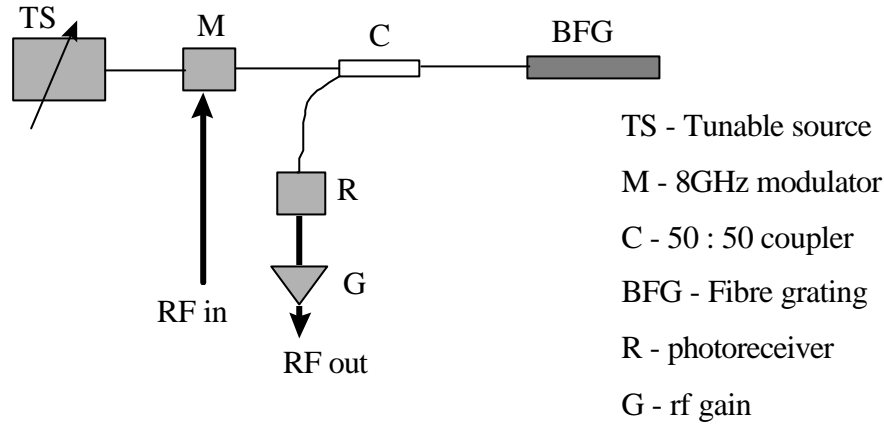 TS
M
C
BFG
R
G
RF in
RF out
TS - Tunable source
M - 8GHz modulator
C - 50 : 50 coupler
BFG - Fibre grating
R - photoreceiver
G - rf gain